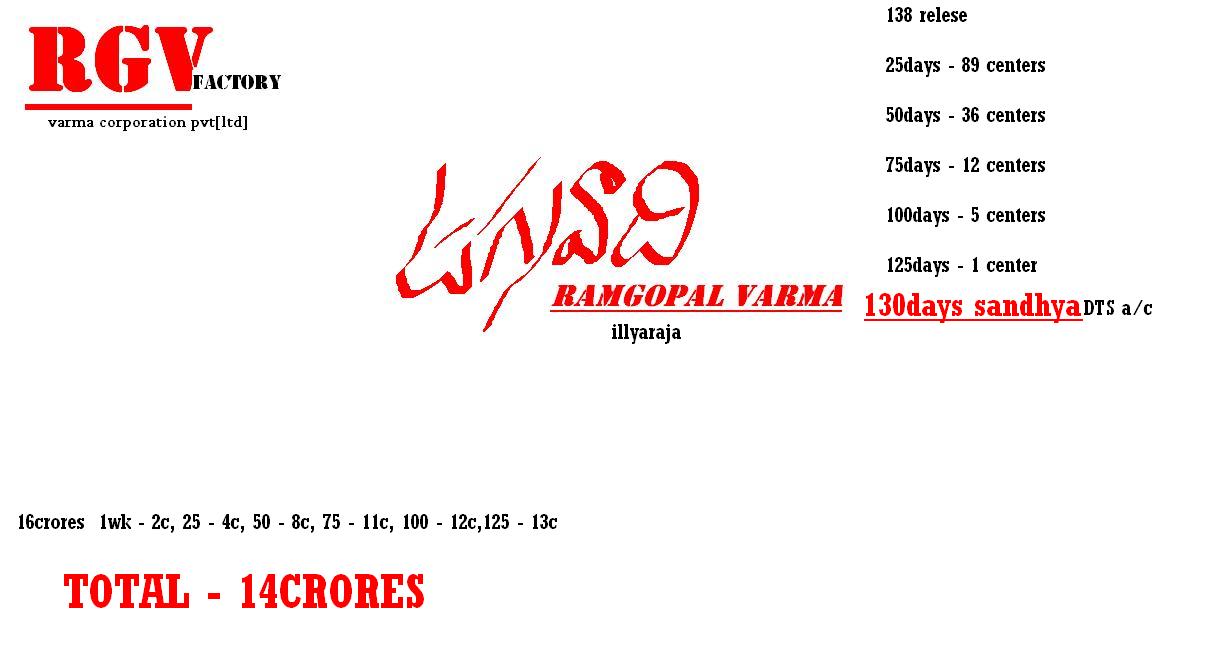 RGV FACTORY
varma corporation pvt[ltd]
138 relese
25days - 89 centers
50days - 36 centers
75days - 12 centers
100days - 5 centers
125days - 1 center
130days sandhya DTS a/c
RAMGOPAL VARMA
illyaraja
16crores 1wk - 2c, 25 - 4c, 50 - 8c, 75 - 11c, 100 - 12c,125 - 13c
TOTAL - 14CRORES